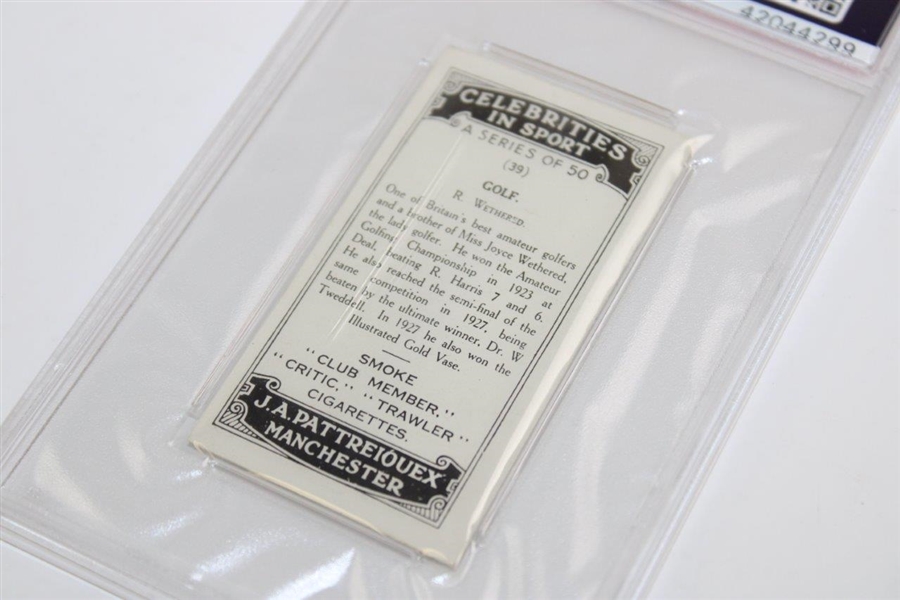 42044299
CELEBRITIES
IN SPORT
A SERIES OF 50
(39)
GOLF.
R. WETHERED.
One of Britain's best amateur golfers
and a brother of Miss Joyce Wethered,
the lady golfer. He won the Amateur
Golfing Championship in 1923 at
Deal, beating R. Harris 7 and 6.
He also reached the semi-final of the
same competition in 1927, being
beaten by the ultimate winner, Dr. W
Tweddell. In 1927 he also won the
Illustrated Gold Vase.
SMOKE
"CLUB MEMBER,"
"CRITIC," "TRAWLER"
CIGARETTES.
J. A. PATTREIOUEX
MANCHESTER